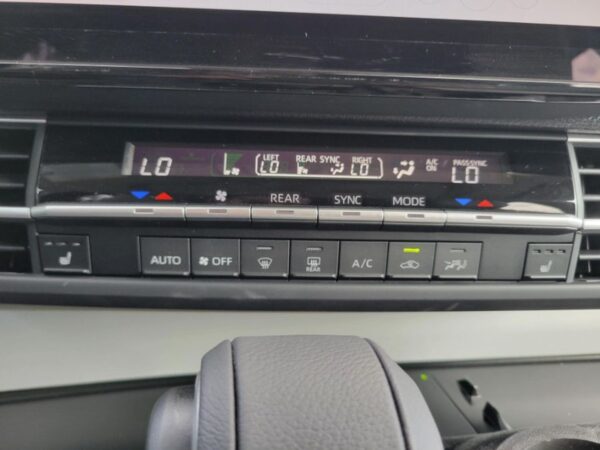 LEFT REAR SYNC RIGHT A/C PASS SYNC
LO LO LO ON LO
REAR SYNC MODE
AUTO OFF REAR A/C